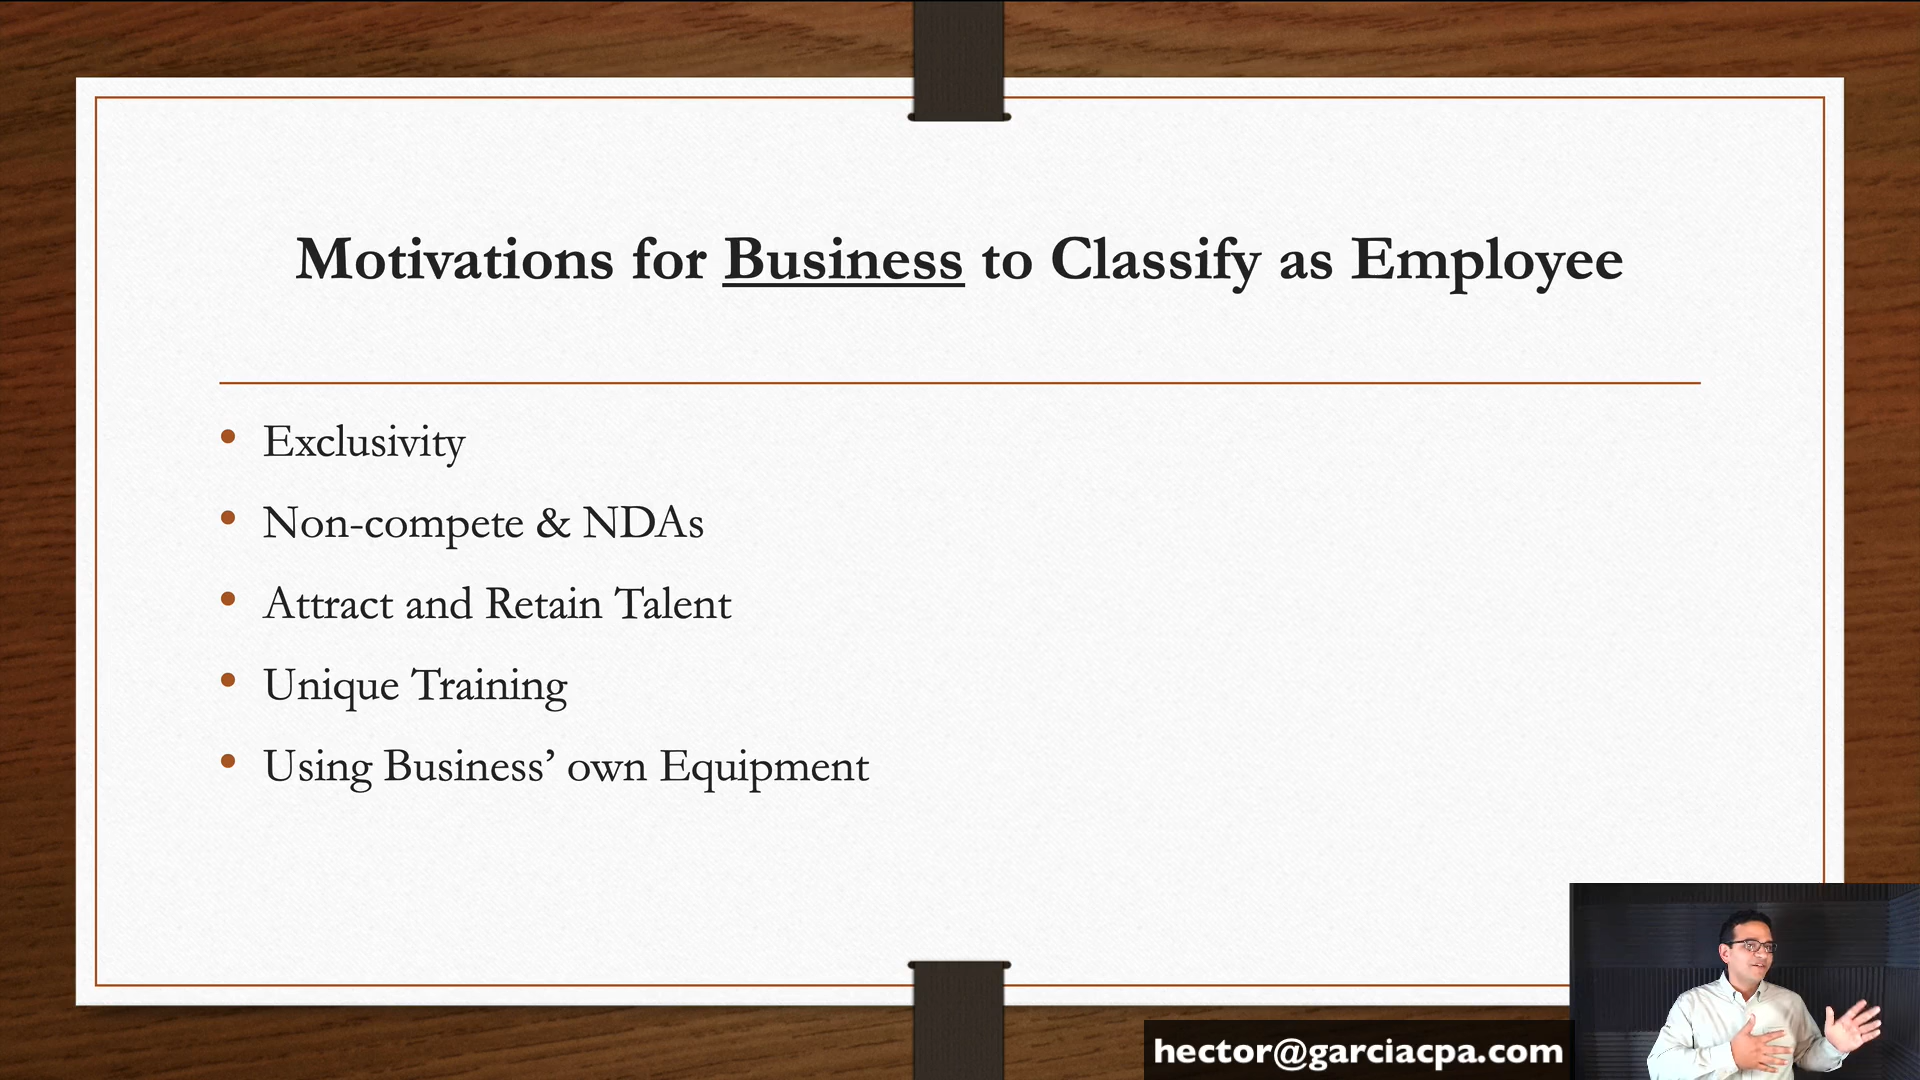 Motivations for Business to Classify as Employee
• Exclusivity
• Non-compete & NDAs
• Attract and Retain Talent
• Unique Training
• Using Business’ own Equipment
hector@garciacpa.com